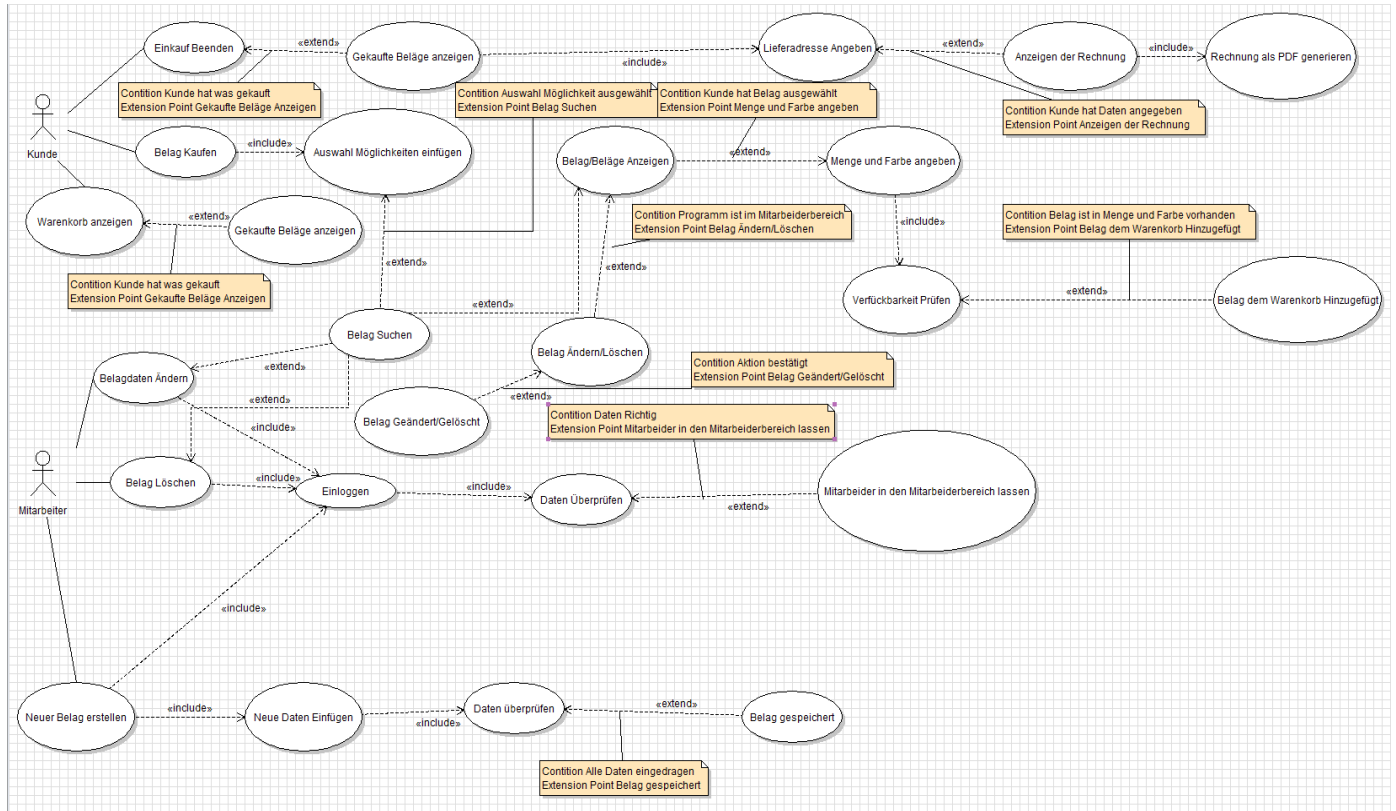 Einkauf Beenden
«extend»
Gekaufte Beläge anzeigen
«include»
Lieferadresse Angeben
«extend»
Anzeigen der Rechnung
«include»
Rechnung als PDF generieren
Contition Kunde hat was gekauft
Extension Point Gekaufte Beläge Anzeigen
Contition Auswahl Möglichkeit ausgewählt
Extension Point Belag Suchen
Contition Kunde hat Belag ausgewählt
Extension Point Menge und Farbe angeben
Contition Kunde hat Daten angegeben
Extension Point Anzeigen der Rechnung
Kunde
Belag Kaufen
«include»
Auswahl Möglichkeiten einfügen
Belag/Beläge Anzeigen
«extend»
Menge und Farbe angeben
Warenkorb anzeigen
«extend»
Gekaufte Beläge anzeigen
Contition Programm ist im Mitarbeiderbereich
Extension Point Belag Ändern/Löschen
«include»
Contition Belag ist in Menge und Farbe vorhanden
Extension Point Belag dem Warenkorb Hinzugefügt
«extend»
«extend»
Contition Kunde hat was gekauft
Extension Point Gekaufte Beläge Anzeigen
«extend»
Verfückbarkeit Prüfen
«extend»
Belag dem Warenkorb Hinzugefügt
Belag Suchen
Belag Ändern/Löschen
Contition Aktion bestätigt
Extension Point Belag Geändert/Gelöscht
«extend»
Belagdaten Ändern
«extend»
«extend»
Belag Geändert/Gelöscht
Contition Daten Richtig
Extension Point Mitarbeider in den Mitarbeiderbereich lassen
«include»
Mitarbeiter
Belag Löschen
«include»
Einloggen
«include»
Daten Überprüfen
«extend»
Mitarbeider in den Mitarbeiderbereich lassen
«include»
Neuer Belag erstellen
«include»
Neue Daten Einfügen
«include»
Daten überprüfen
«extend»
Belag gespeichert
Contition Alle Daten eingedragen
Extension Point Belag gespeichert